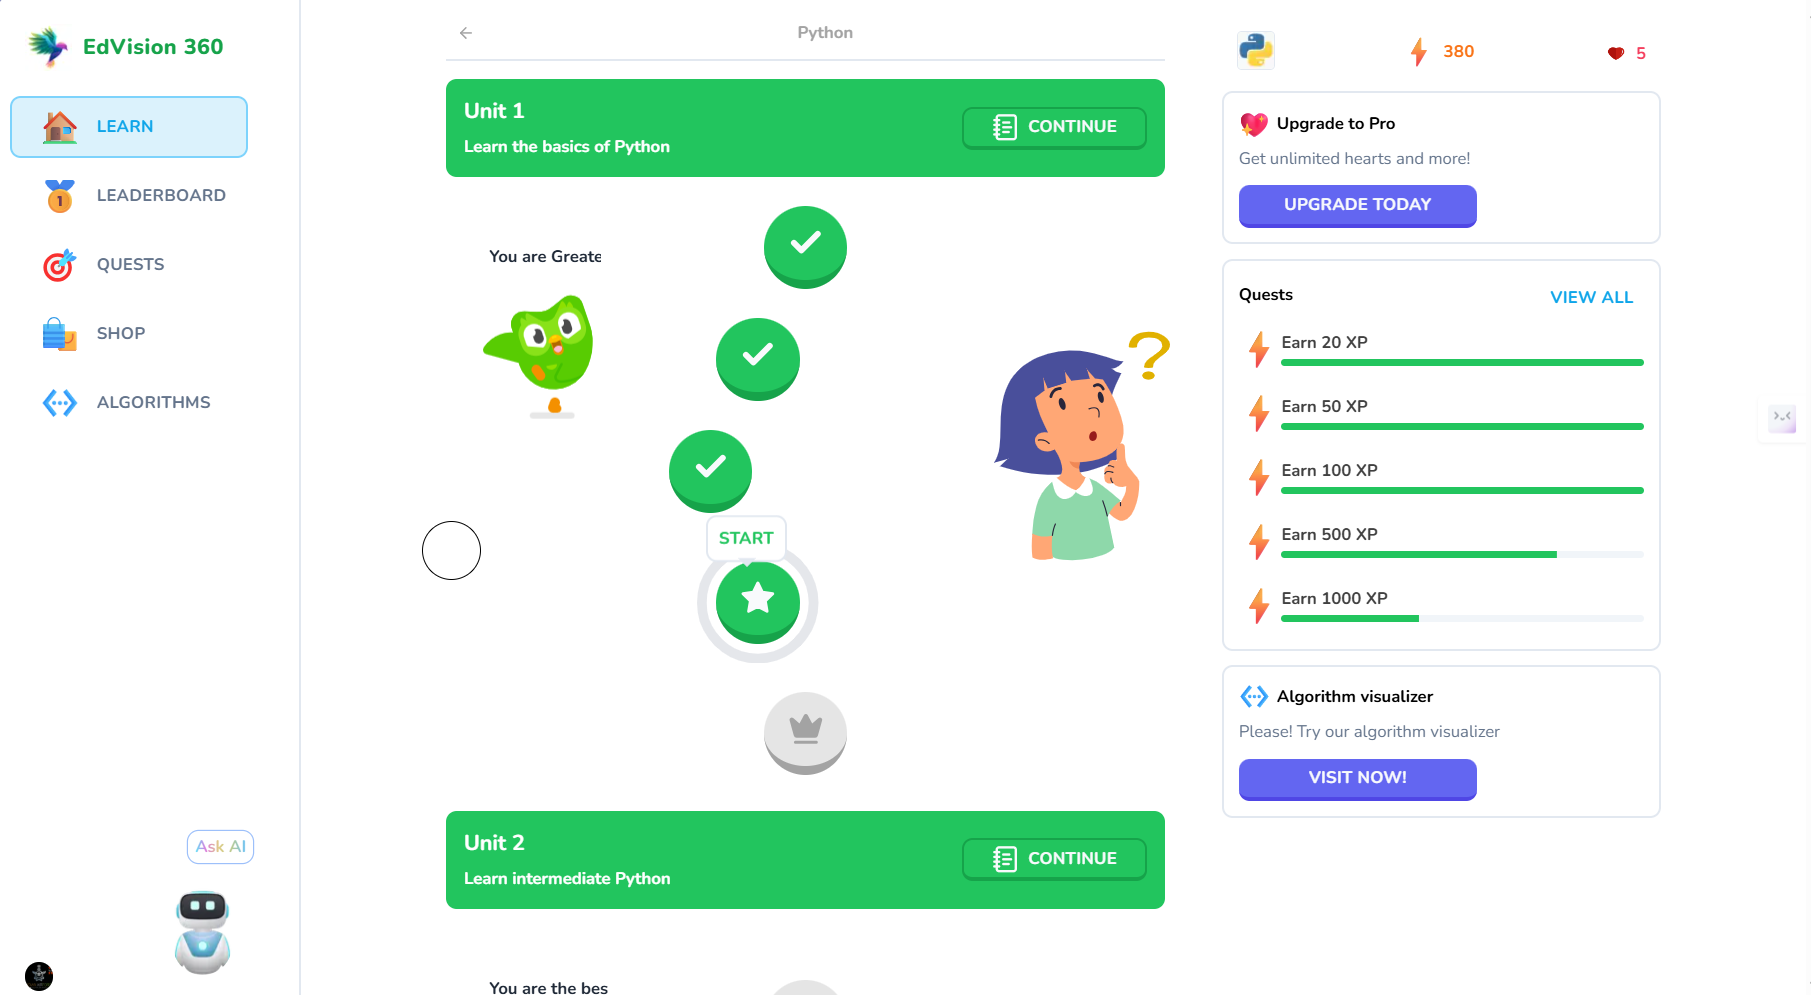 EdVision 360
LEARN
LEADERBOARD
QUESTS
SHOP
ALGORITHMS
Ask AI
Python
Unit 1
Learn the basics of Python
CONTINUE
You are Greate
?
START
Unit 2
Learn intermediate Python
CONTINUE
You are the bes
380
5
Upgrade to Pro
Get unlimited hearts and more!
UPGRADE TODAY
Quests
VIEW ALL
Earn 20 XP
Earn 50 XP
Earn 100 XP
Earn 500 XP
Earn 1000 XP
Algorithm visualizer
Please! Try our algorithm visualizer
VISIT NOW!